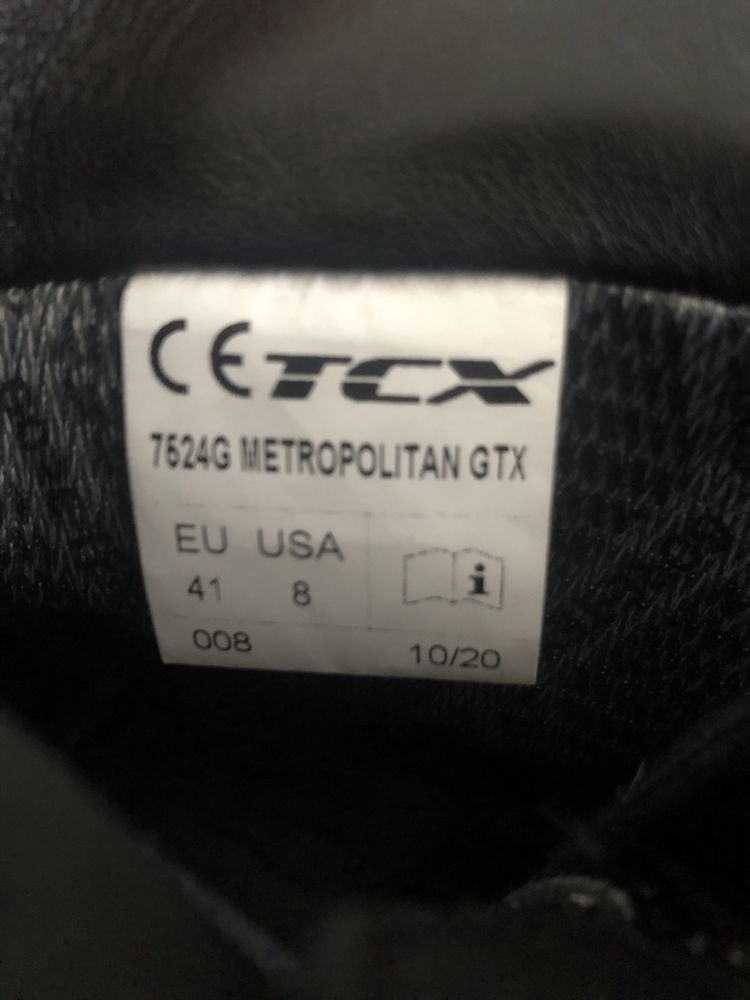 CE TCX
7624G METROPOLITAN GTX
EU USA
41 8
i
008 10/20